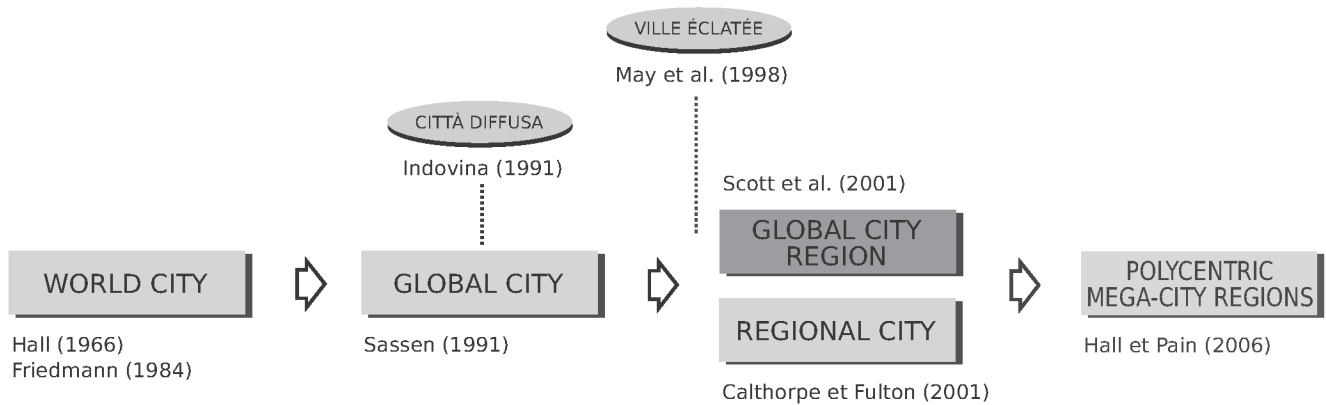 VILLE ÉCLATÉE
May et al. (1998)
CITTÀ DIFFUSA
Indovina (1991)
WORLD CITY
Hall (1966)
Friedmann (1984)
GLOBAL CITY
Sassen (1991)
Scott et al. (2001)
GLOBAL CITY
REGION
REGIONAL CITY
Calthorpe et Fulton (2001)
POLYCENTRIC
MEGA-CITY REGIONS
Hall et Pain (2006)